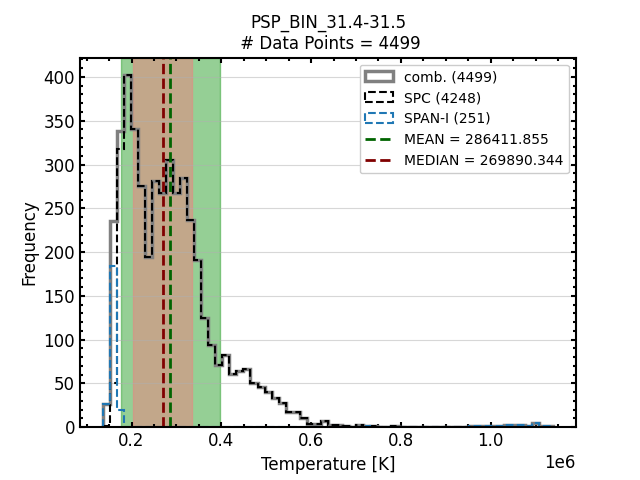 PSP_BIN_31.4-31.5
# Data Points = 4499
comb. (4499)
SPC (4248)
SPAN-I (251)
MEAN = 286411.855
MEDIAN = 269890.344
Frequency
400
350
300
250
200
150
100
50
0
0.2 0.4 0.6 0.8 1.0
1e6
Temperature [K]